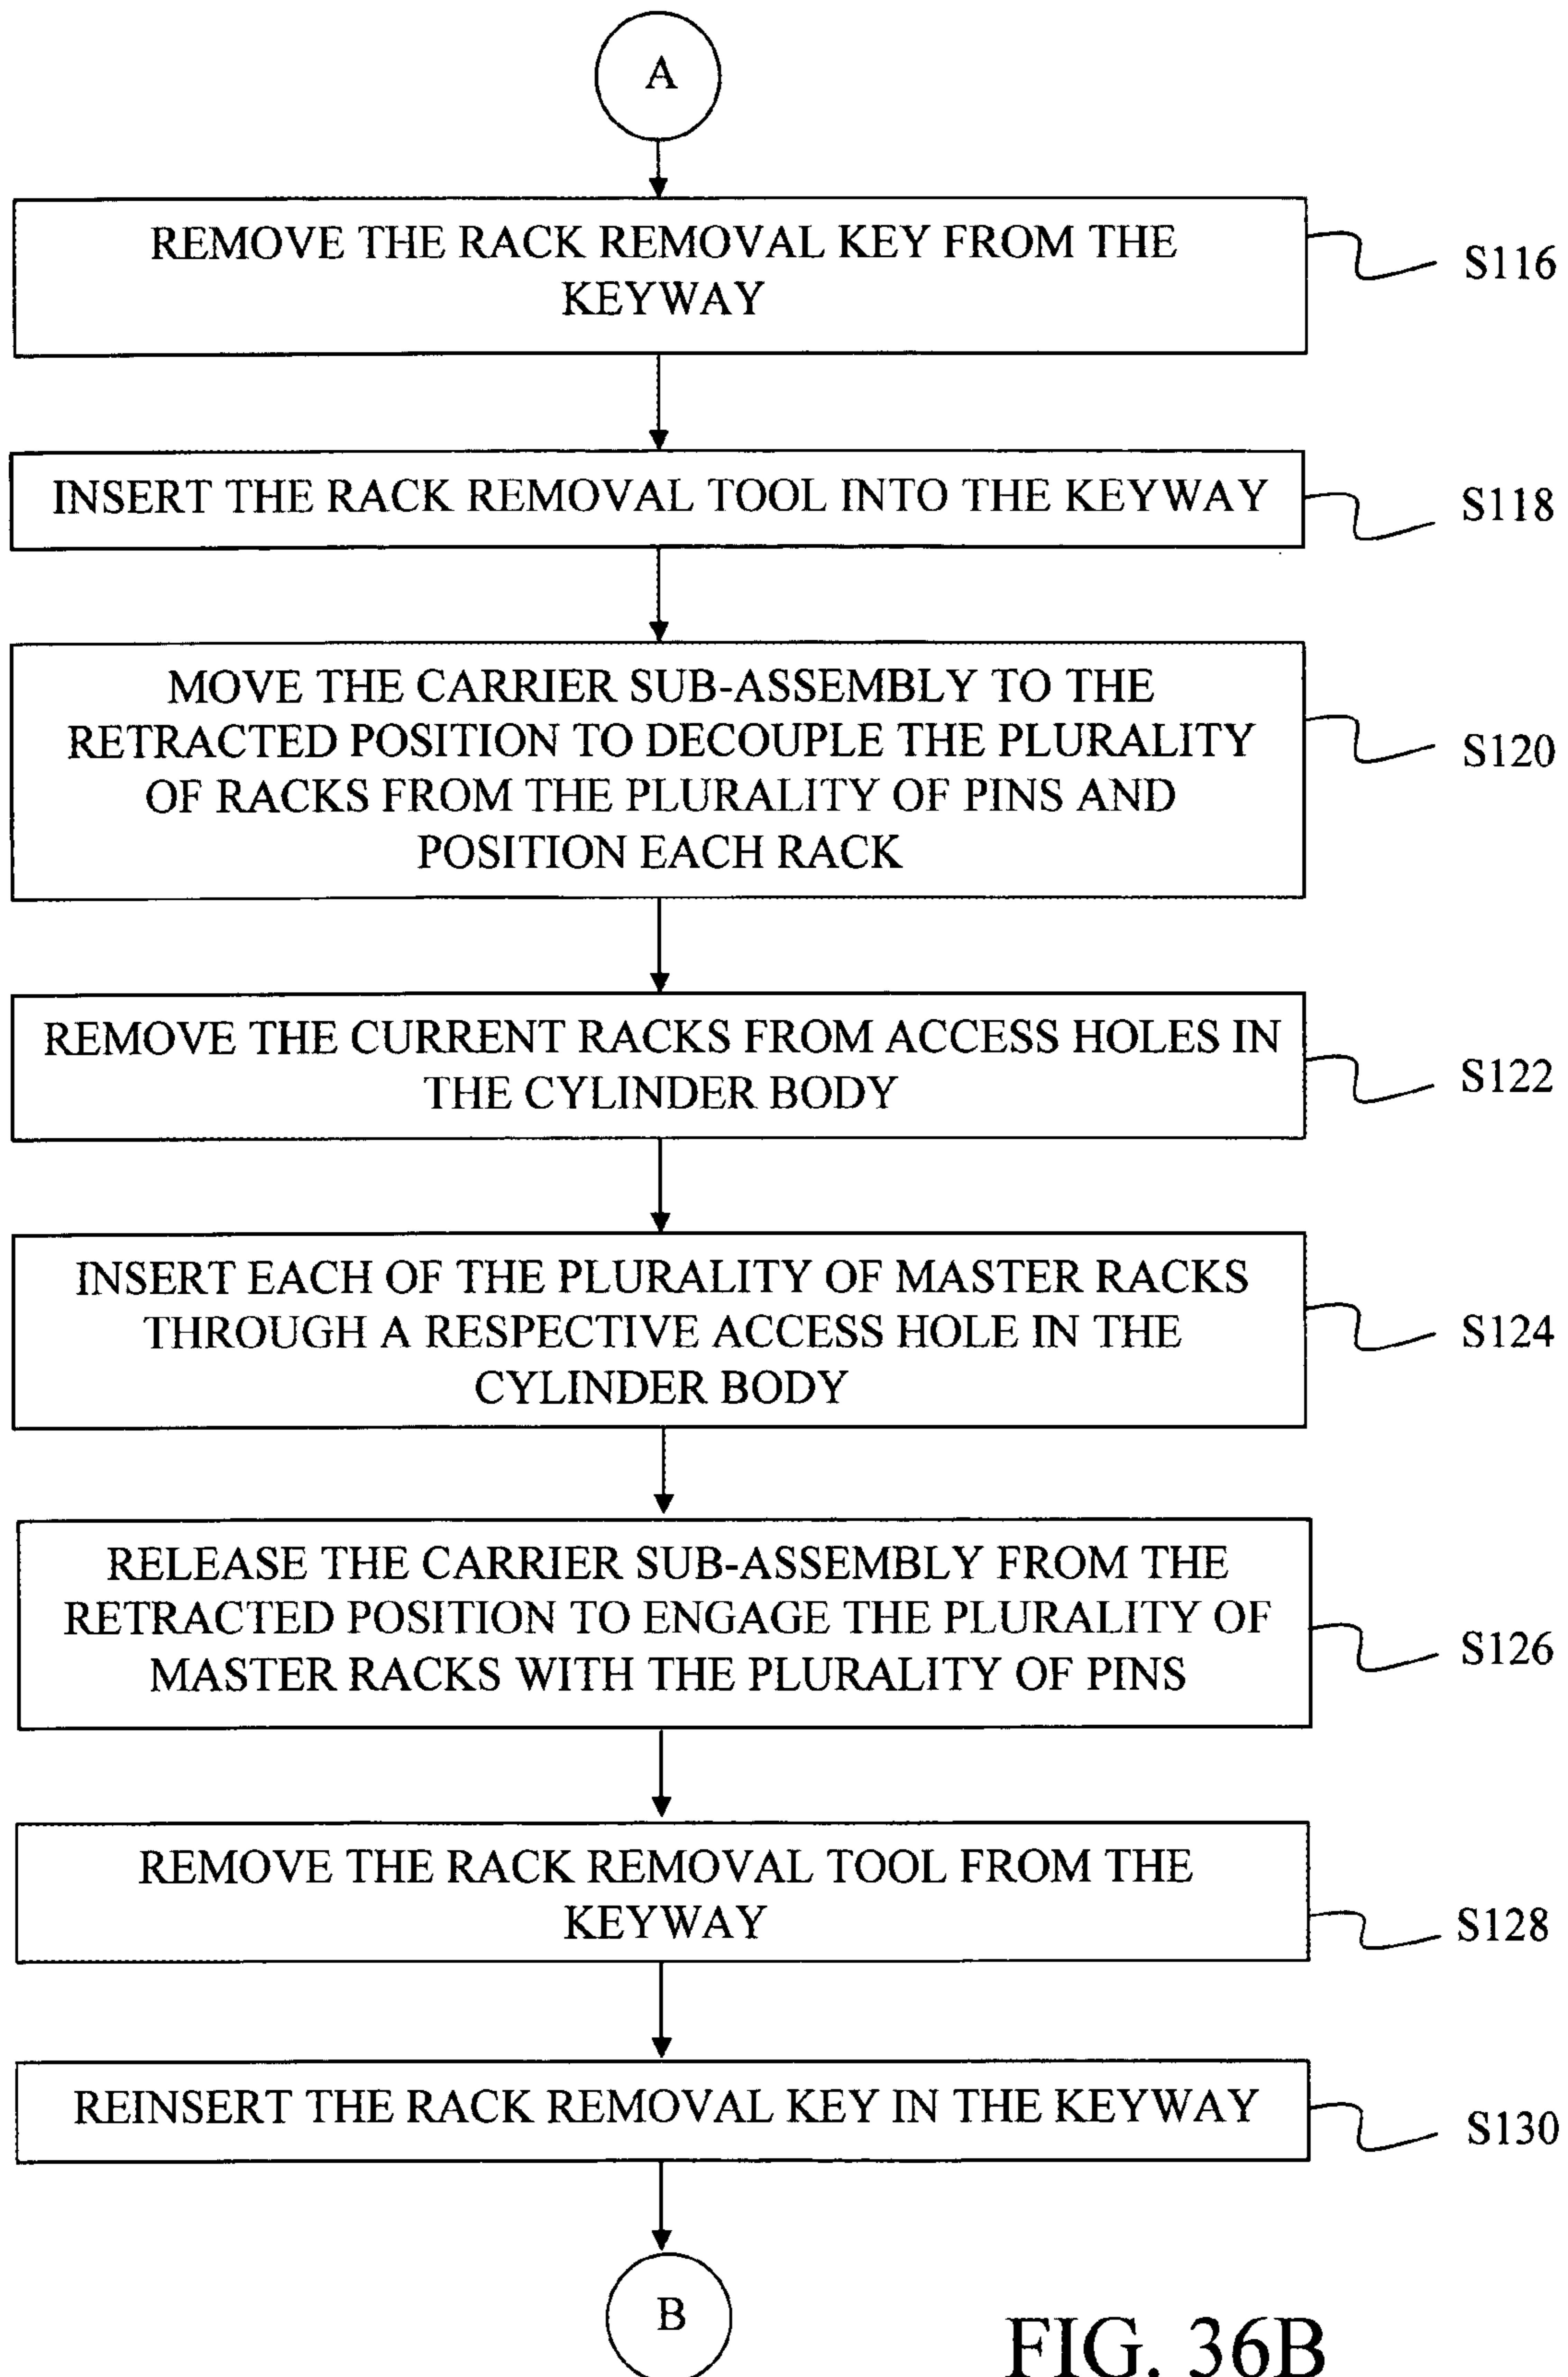 A
REMOVE THE RACK REMOVAL KEY FROM THE
KEYWAY
S116
INSERT THE RACK REMOVAL TOOL INTO THE KEYWAY
S118
MOVE THE CARRIER SUB-ASSEMBLY TO THE
RETRACTED POSITION TO DECOUPLE THE PLURALITY
OF RACKS FROM THE PLURALITY OF PINS AND
POSITION EACH RACK
S120
REMOVE THE CURRENT RACKS FROM ACCESS HOLES IN
THE CYLINDER BODY
S122
INSERT EACH OF THE PLURALITY OF MASTER RACKS
THROUGH A RESPECTIVE ACCESS HOLE IN THE
CYLINDER BODY
S124
RELEASE THE CARRIER SUB-ASSEMBLY FROM THE
RETRACTED POSITION TO ENGAGE THE PLURALITY OF
MASTER RACKS WITH THE PLURALITY OF PINS
S126
REMOVE THE RACK REMOVAL TOOL FROM THE
KEYWAY
S128
REINSERT THE RACK REMOVAL KEY IN THE KEYWAY
S130
B
FIG. 36B